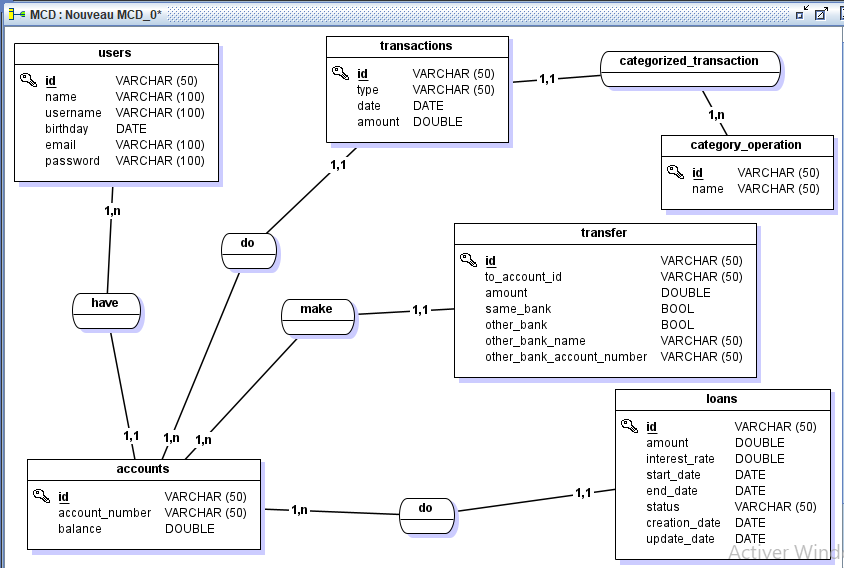 MCD : Nouveau MCD_0*
users
id VARCHAR (50)
name VARCHAR (100)
username VARCHAR (100)
birthday DATE
email VARCHAR (100)
password VARCHAR (100)
transactions
id VARCHAR (50)
type VARCHAR (50)
date DATE
amount DOUBLE
1,1
categorized_transaction
1,n
category_operation
id VARCHAR (50)
name VARCHAR (50)
1,1
1,n
do
transfer
id VARCHAR (50)
to_account_id VARCHAR (50)
amount DOUBLE
same_bank BOOL
other_bank BOOL
other_bank_name VARCHAR (50)
other_bank_account_number VARCHAR (50)
have
make
1,1
1,1
1,n
1,n
accounts
id VARCHAR (50)
account_number VARCHAR (50)
balance DOUBLE
1,n
do
1,1
loans
id VARCHAR (50)
amount DOUBLE
interest_rate DOUBLE
start_date DATE
end_date DATE
status VARCHAR (50)
creation_date DATE
update_date DATE
Activer Wind